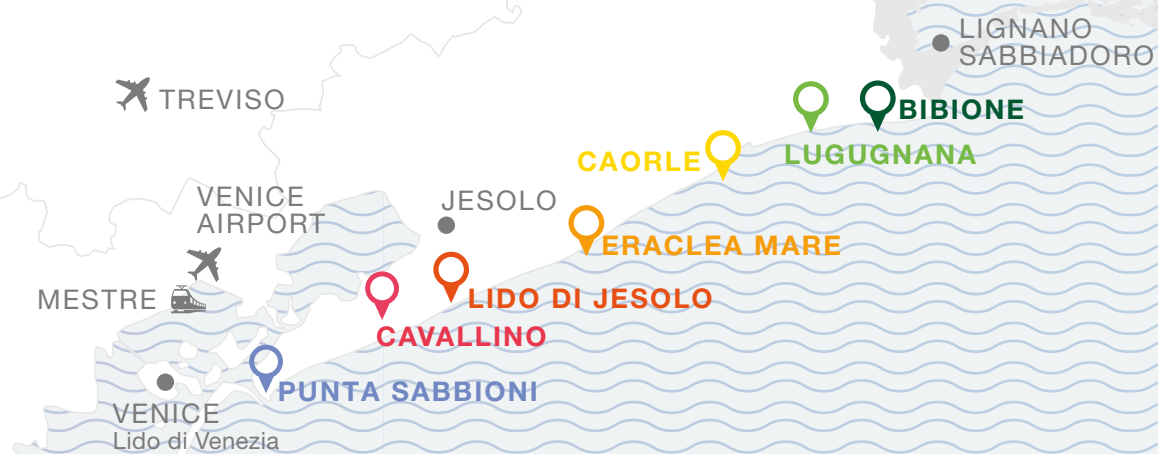 LIGNANO
SABBIADORO
TREVISO
BIBIONE
LUGUGNANA
CAORLE
VENICE
AIRPORT
JESOLO
ERACLEA MARE
MESTRE
LIDO DI JESOLO
CAVALLINO
PUNTA SABBIONI
VENICE
Lido di Venezia